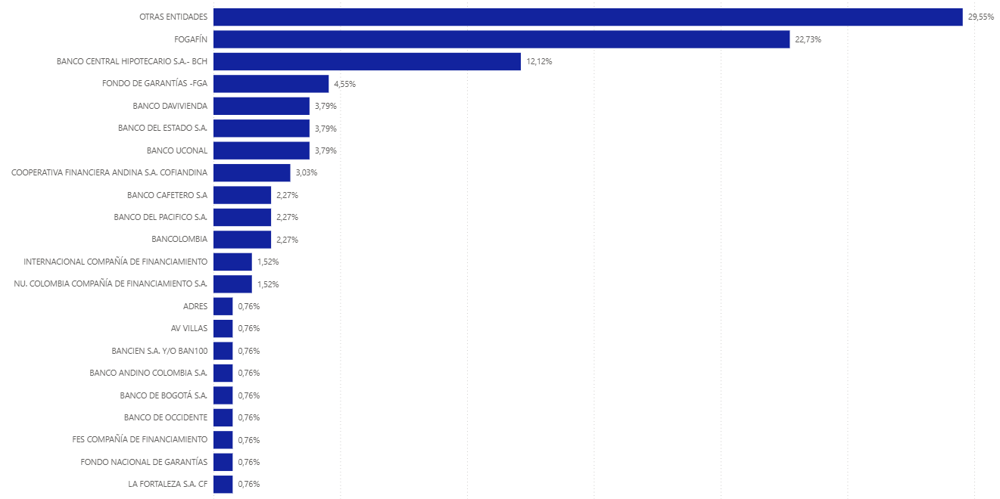 OTRAS ENTIDADES 29,55%
FOGAFÍN 22,73%
BANCO CENTRAL HIPOTECARIO S.A.- BCH 12,12%
FONDO DE GARANTÍAS -FGA 4,55%
BANCO DAVIVIENDA 3,79%
BANCO DEL ESTADO S.A. 3,79%
BANCO UCONAL 3,79%
COOPERATIVA FINANCIERA ANDINA S.A. COFIANDINA 3,03%
BANCO CAFETERO S.A 2,27%
BANCO DEL PACIFICO S.A. 2,27%
BANCOLOMBIA 2,27%
INTERNACIONAL COMPAÑÍA DE FINANCIAMIENTO 1,52%
NU. COLOMBIA COMPAÑÍA DE FINANCIAMIENTO S.A. 1,52%
ADRES 0,76%
AV VILLAS 0,76%
BANCIEN S.A. Y/O BAN100 0,76%
BANCO ANDINO COLOMBIA S.A. 0,76%
BANCO DE BOGOTÁ S.A. 0,76%
BANCO DE OCCIDENTE 0,76%
FES COMPAÑÍA DE FINANCIAMIENTO 0,76%
FONDO NACIONAL DE GARANTÍAS 0,76%
LA FORTALEZA S.A. CF 0,76%